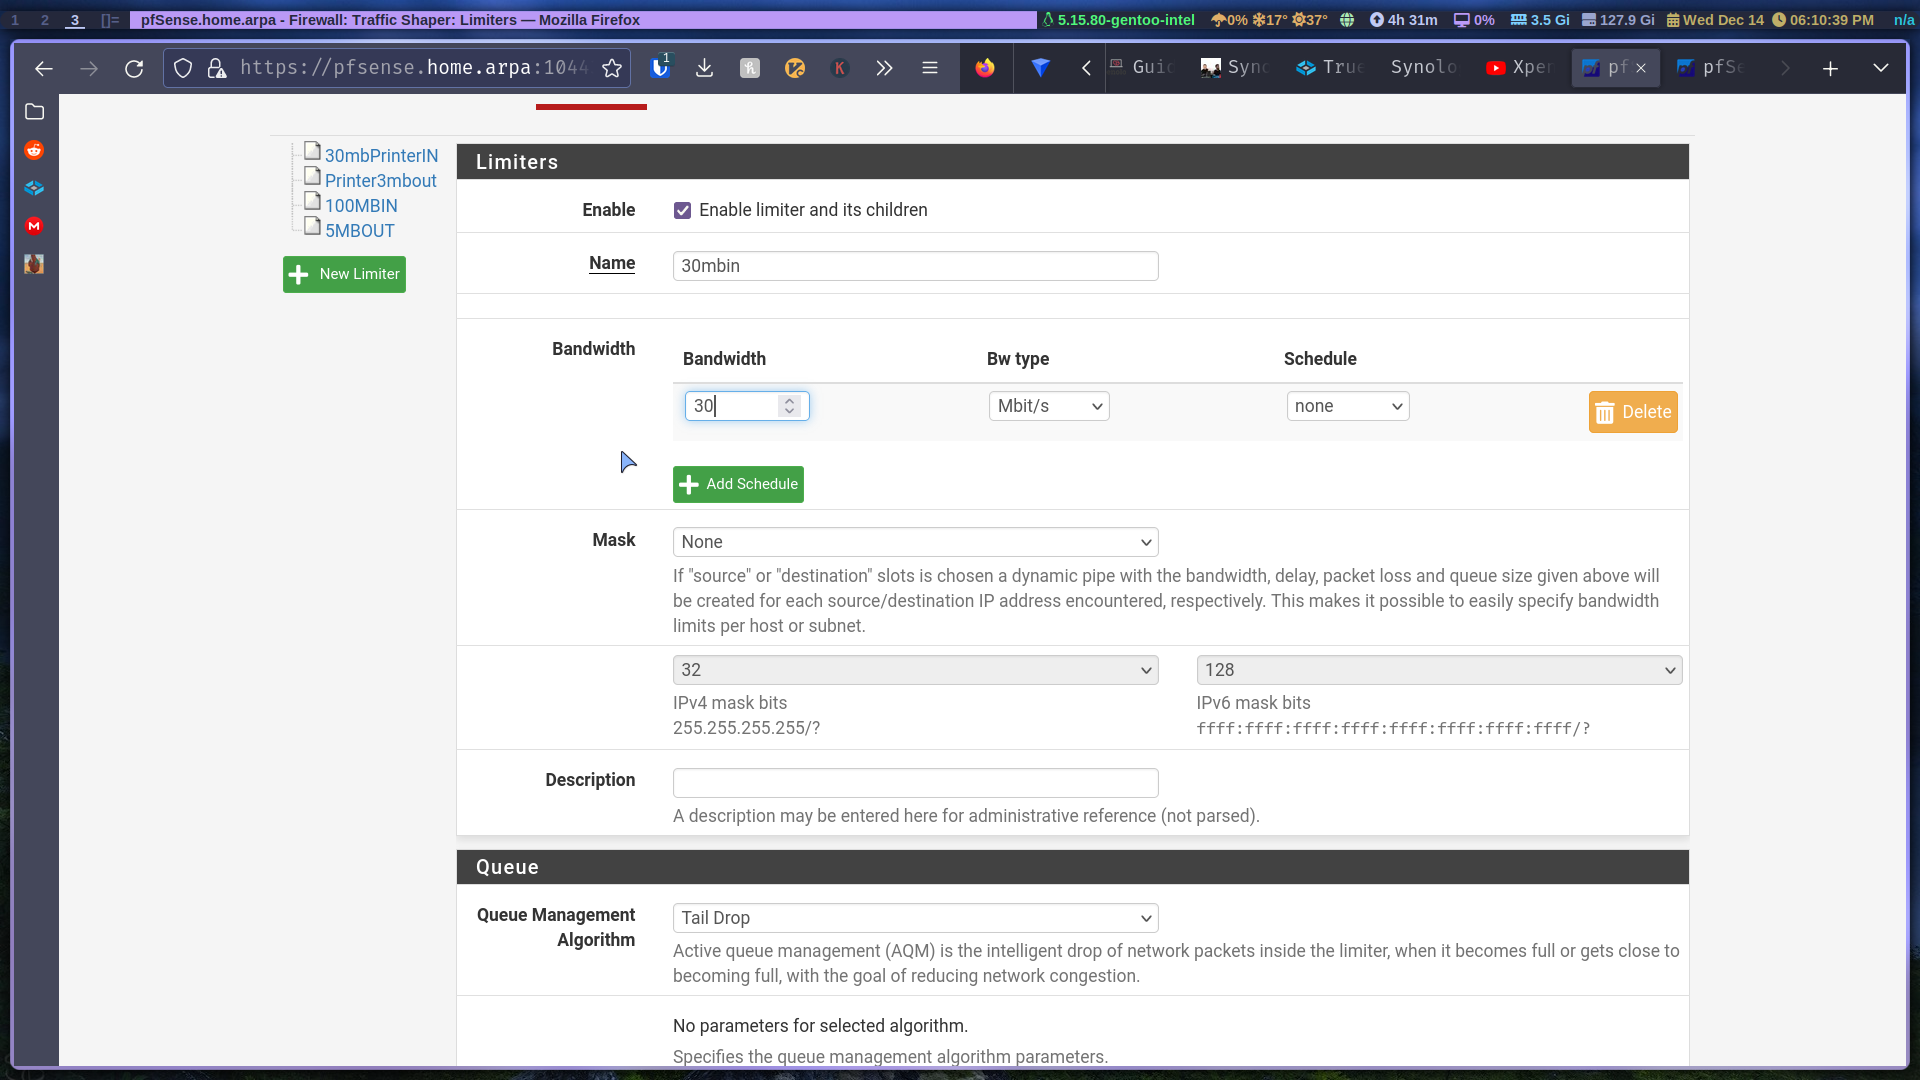 1 2 3 []= pfSense.home.arpa - Firewall: Traffic Shaper: Limiters — Mozilla Firefox 5.15.80-gentoo-intel 0% 17° 37° 4h 31m 0% 3.5 Gi 127.9 Gi Wed Dec 14 06:10:39 PM n/a
https://pfsense.home.arpa:1044 1 Guid Syno True Synolo Xper pf pfSe
30mbPrinterIN
Printer3mbout
100MBIN
5MBOUT
New Limiter
Limiters
Enable Enable limiter and its children
Name 30mbin
Bandwidth Bandwidth Bw type Schedule
30 Mbit/s none Delete
Add Schedule
Mask None
If "source" or "destination" slots is chosen a dynamic pipe with the bandwidth, delay, packet loss and queue size given above will
be created for each source/destination IP address encountered, respectively. This makes it possible to easily specify bandwidth
limits per host or subnet.
32 128
IPv4 mask bits IPv6 mask bits
255.255.255.255/? ffff:ffff:ffff:ffff:ffff:ffff:ffff:ffff/?
Description
A description may be entered here for administrative reference (not parsed).
Queue
Queue Management Tail Drop
Algorithm
Active queue management (AQM) is the intelligent drop of network packets inside the limiter, when it becomes full or gets close to
becoming full, with the goal of reducing network congestion.
No parameters for selected algorithm.
Specifies the queue management algorithm parameters.